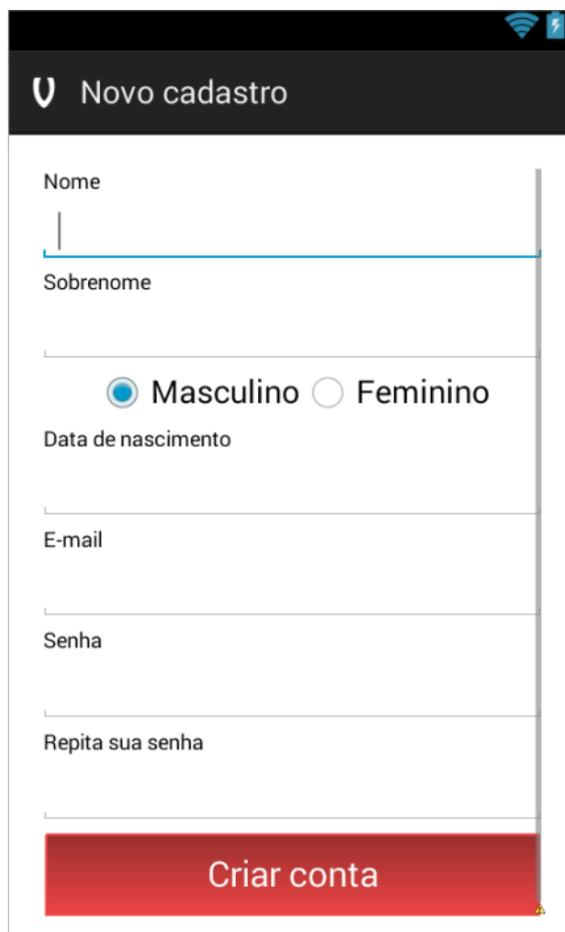 Novo cadastro
Nome
Sobrenome
Masculino Feminino
Data de nascimento
E-mail
Senha
Repita sua senha
Criar conta